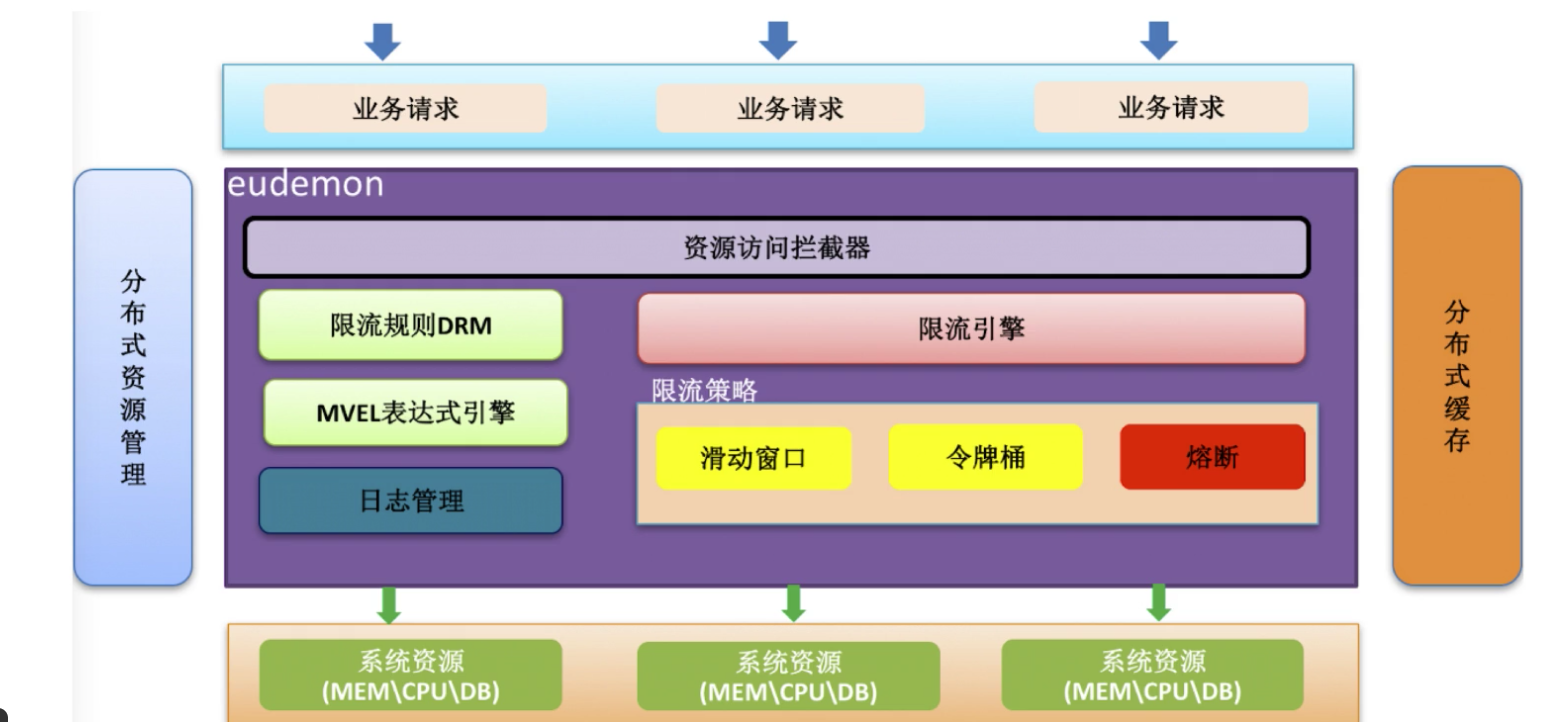 业务请求
业务请求
业务请求
eudemon
资源访问拦截器
限流规则DRM
限流引擎
MVEL表达式引擎
限流策略
滑动窗口
令牌桶
熔断
日志管理
分布式资源管理
分布式缓存
系统资源
(MEM\CPU\DB)
系统资源
(MEM\CPU\DB)
系统资源
(MEM\CPU\DB)